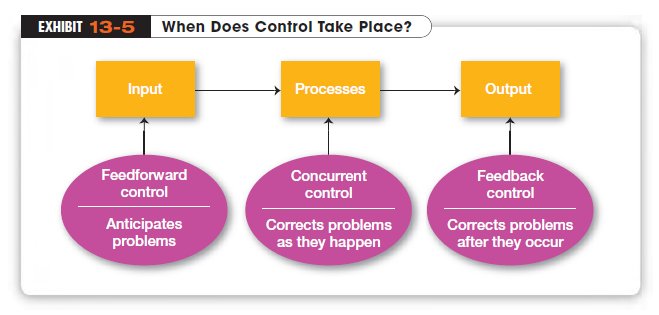 EXHIBIT 13-5 When Does Control Take Place?
Input
Processes
Output
Feedforward
control
Anticipates
problems
Concurrent
control
Corrects problems
as they happen
Feedback
control
Corrects problems
after they occur